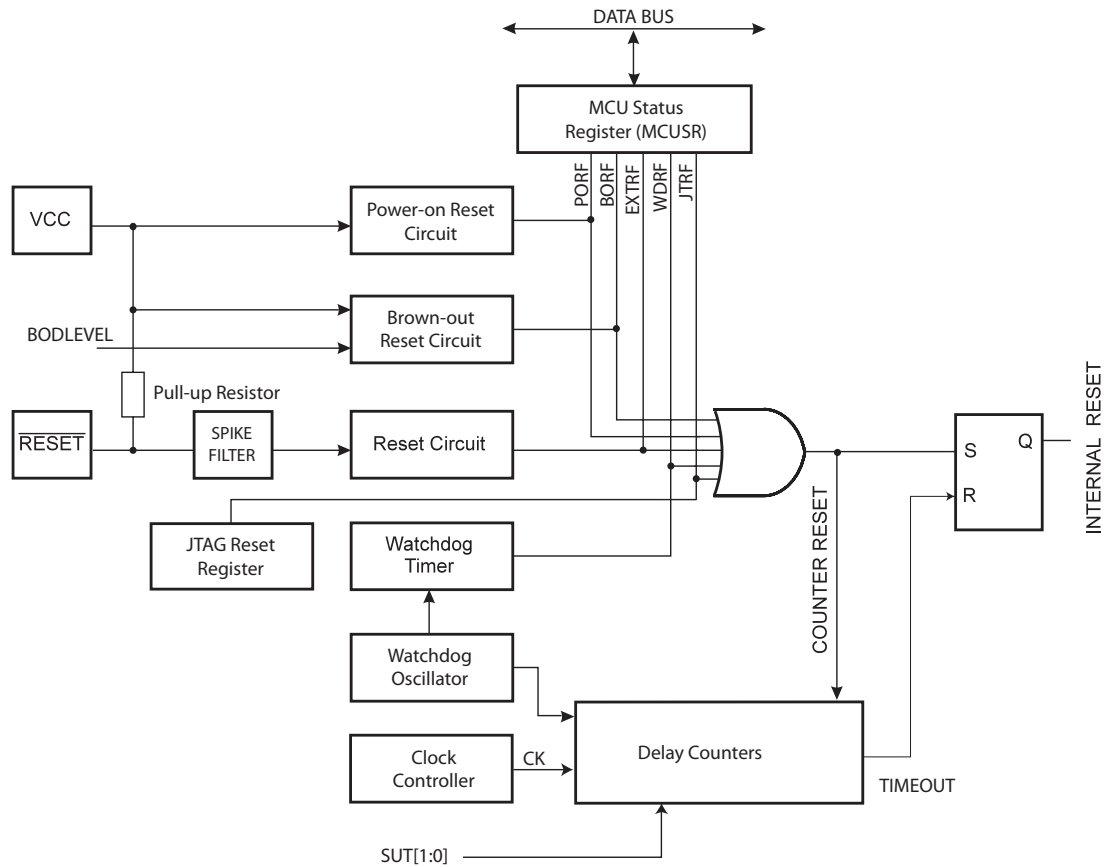 DATA BUS
MCU Status
Register (MCUSR)
PORF
BORF
EXTRF
WDRF
JTRF
VCC
Power-on Reset
Circuit
BODLEVEL
Brown-out
Reset Circuit
Pull-up Resistor
RESET
SPIKE
FILTER
Reset Circuit
S
Q
R
INTERNAL RESET
JTAG Reset
Register
Watchdog
Timer
COUNTER RESET
Watchdog
Oscillator
Clock
Controller
CK
Delay Counters
TIMEOUT
SUT[1:0]